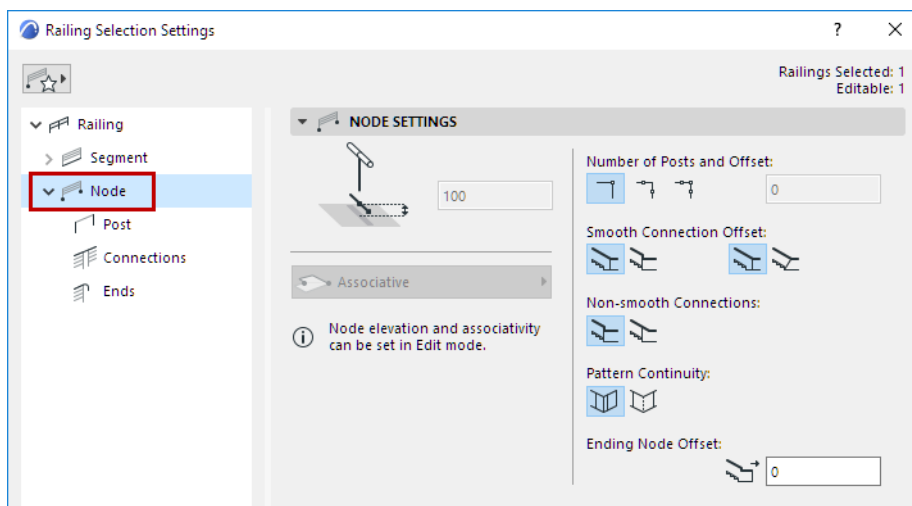 Railing Selection Settings
?
Railings Selected: 1
Editable: 1
Railing
Segment
Node
Post
Connections
Ends
NODE SETTINGS
100
Associative
Node elevation and associativity
can be set in Edit mode.
Number of Posts and Offset:
0
Smooth Connection Offset:
Non-smooth Connections:
Pattern Continuity:
Ending Node Offset:
0